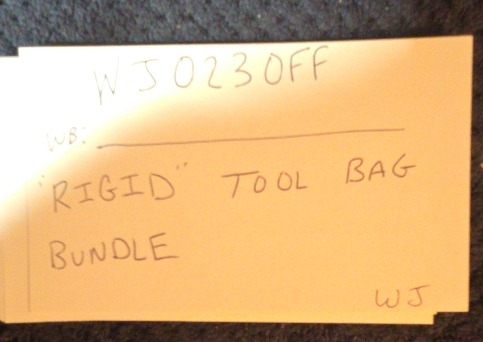 WJ0230FF
WB:
"RIGID" TOOL BAG
BUNDLE
WJ